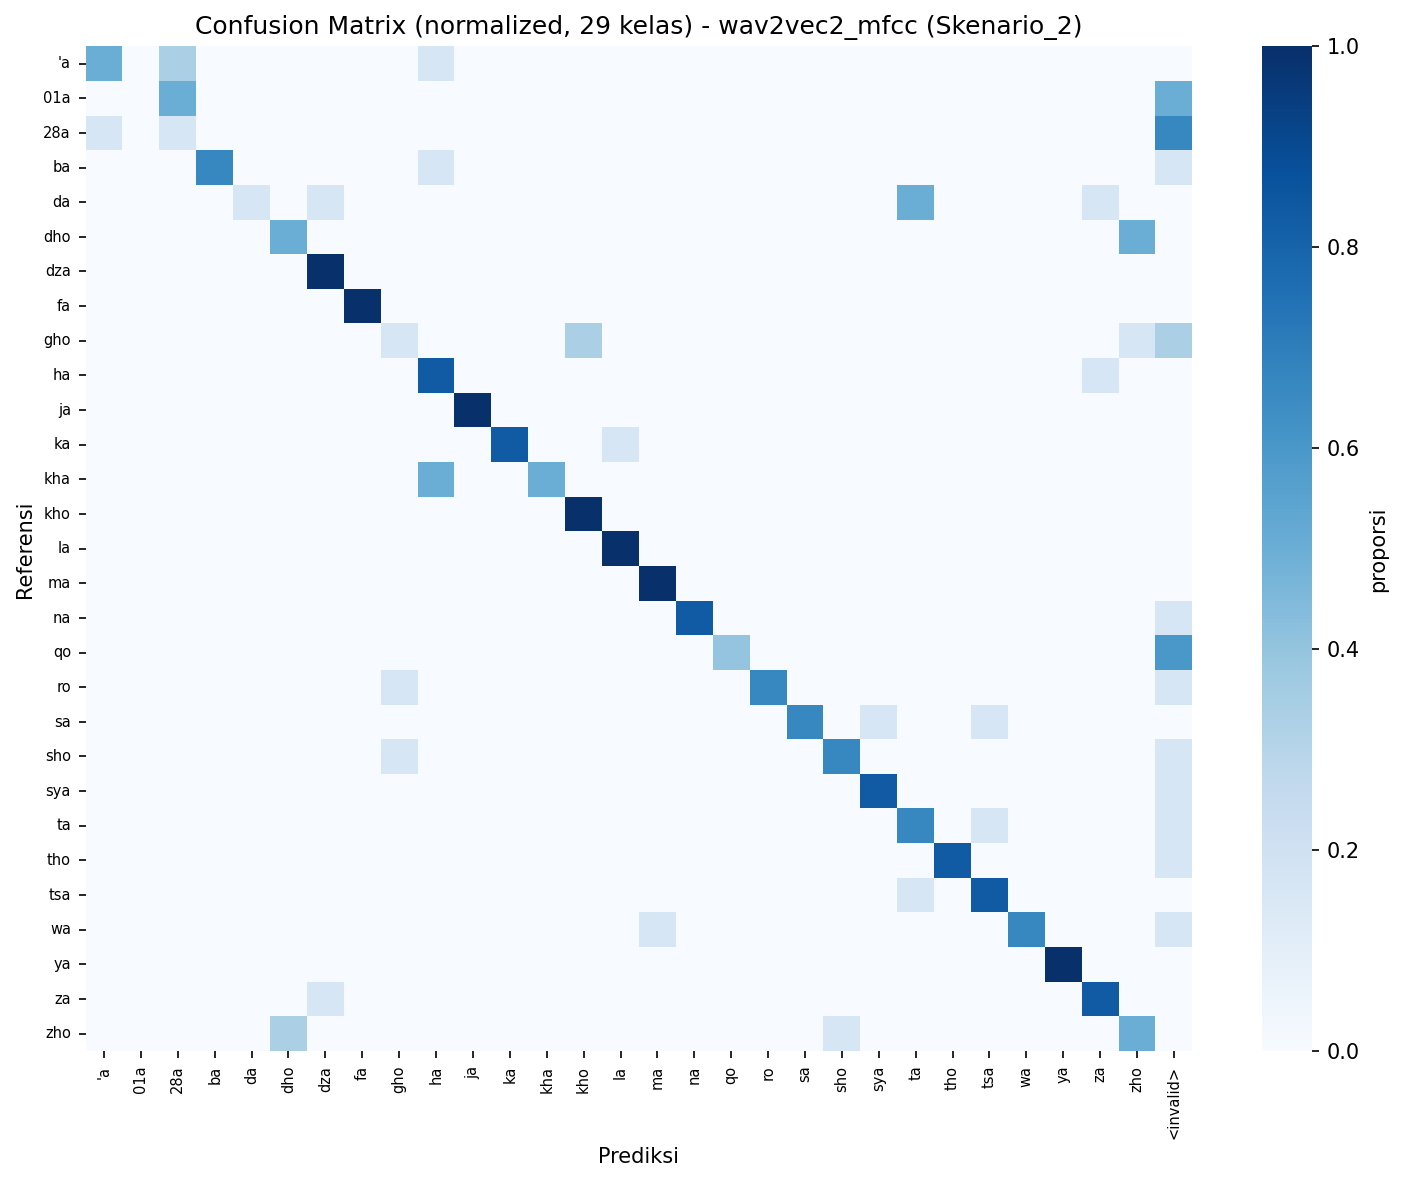 Confusion Matrix (normalized, 29 kelas) - wav2vec2_mfcc (Skenario_2)
Referensi
'a
01a
28a
ba
da
dho
dza
fa
gho
ha
ja
ka
kha
kho
la
ma
na
qo
ro
sa
sho
sya
ta
tho
tsa
wa
ya
za
zho
'a 01a 28a ba da dho dza fa gho ha ja ka kha kho la ma na qo ro sa sho sya ta tho tsa wa ya za zho <invalid>
Prediksi
1.0
0.8
0.6
0.4
0.2
0.0
proporsi